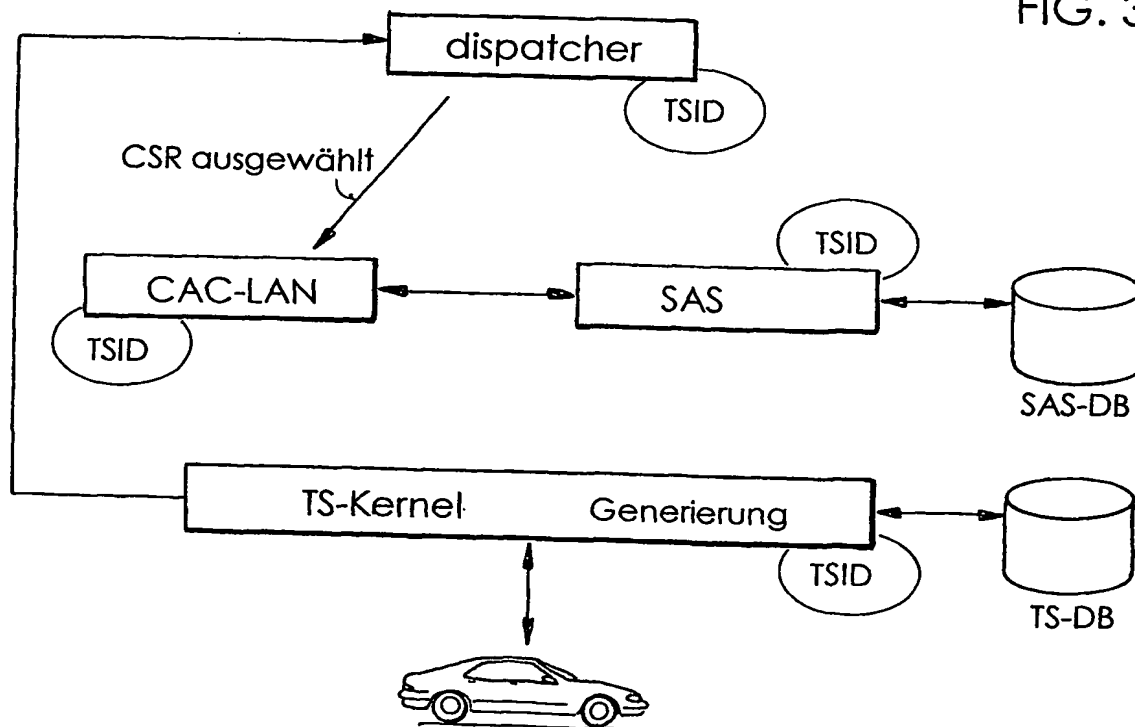 FIG. 3
dispatcher
TSID
CSR ausgewählt
TSID
CAC-LAN
SAS
TSID
SAS-DB
TS-Kernel Generierung
TSID
TS-DB